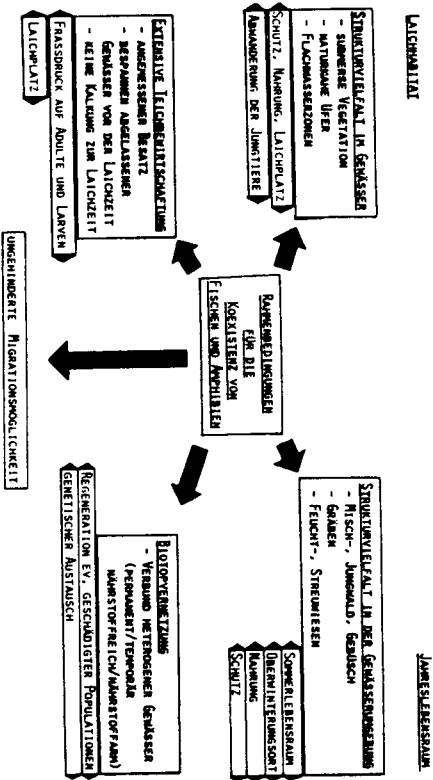 LAICHHABITAT
JAHRESLEBENSRAUM
STRUKTURVIELFALT IM GEWÄSSER
- SUBMERSE VEGETATION
- NATURNAHE UFER
- FLACHWASSERZONEN
SCHUTZ, NAHRUNG, LAICHPLATZ
ABWANDERUNG DER JUNGTIERE
STRUKTURVIELFALT IN DER GEWÄSSERUMGEBUNG
- MISCH-, JUNGWALD, GEBÜSCH
- GRÄBEN
- FEUCHT-, STREUWIESEN
SOMMERLEBENSRAUM
ÜBERWINTERUNGSORT
NAHRUNG
SCHUTZ
RAHMENBEDINGUNGEN
FÜR DIE
KOEXISTENZ VON
FISCHEN UND AMPHIBIEN
EXTENSIVE TEICHBEWIRTSCHAFTUNG
- ANGEMESSENER BESATZ
- BESPANNEN ABGELASSENER
GEWÄSSER VOR DER LAICHZEIT
- KEINE KALKUNG ZUR LAICHZEIT
FRASSDRUCK AUF ADULTE UND LARVEN
LAICHPLATZ
BIOTOPVERNETZUNG
- VERBUND HETEROGENER GEWÄSSER
(PERMANENT/TEMPORÄR
NÄHRSTOFFREICH/NÄHRSTOFFARM)
REGENERATION EV. GESCHÄDIGTER POPULATIONEN
GENETISCHER AUSTAUSCH
UNGEHINDERTE MIGRATIONSMÖGLICHKEIT